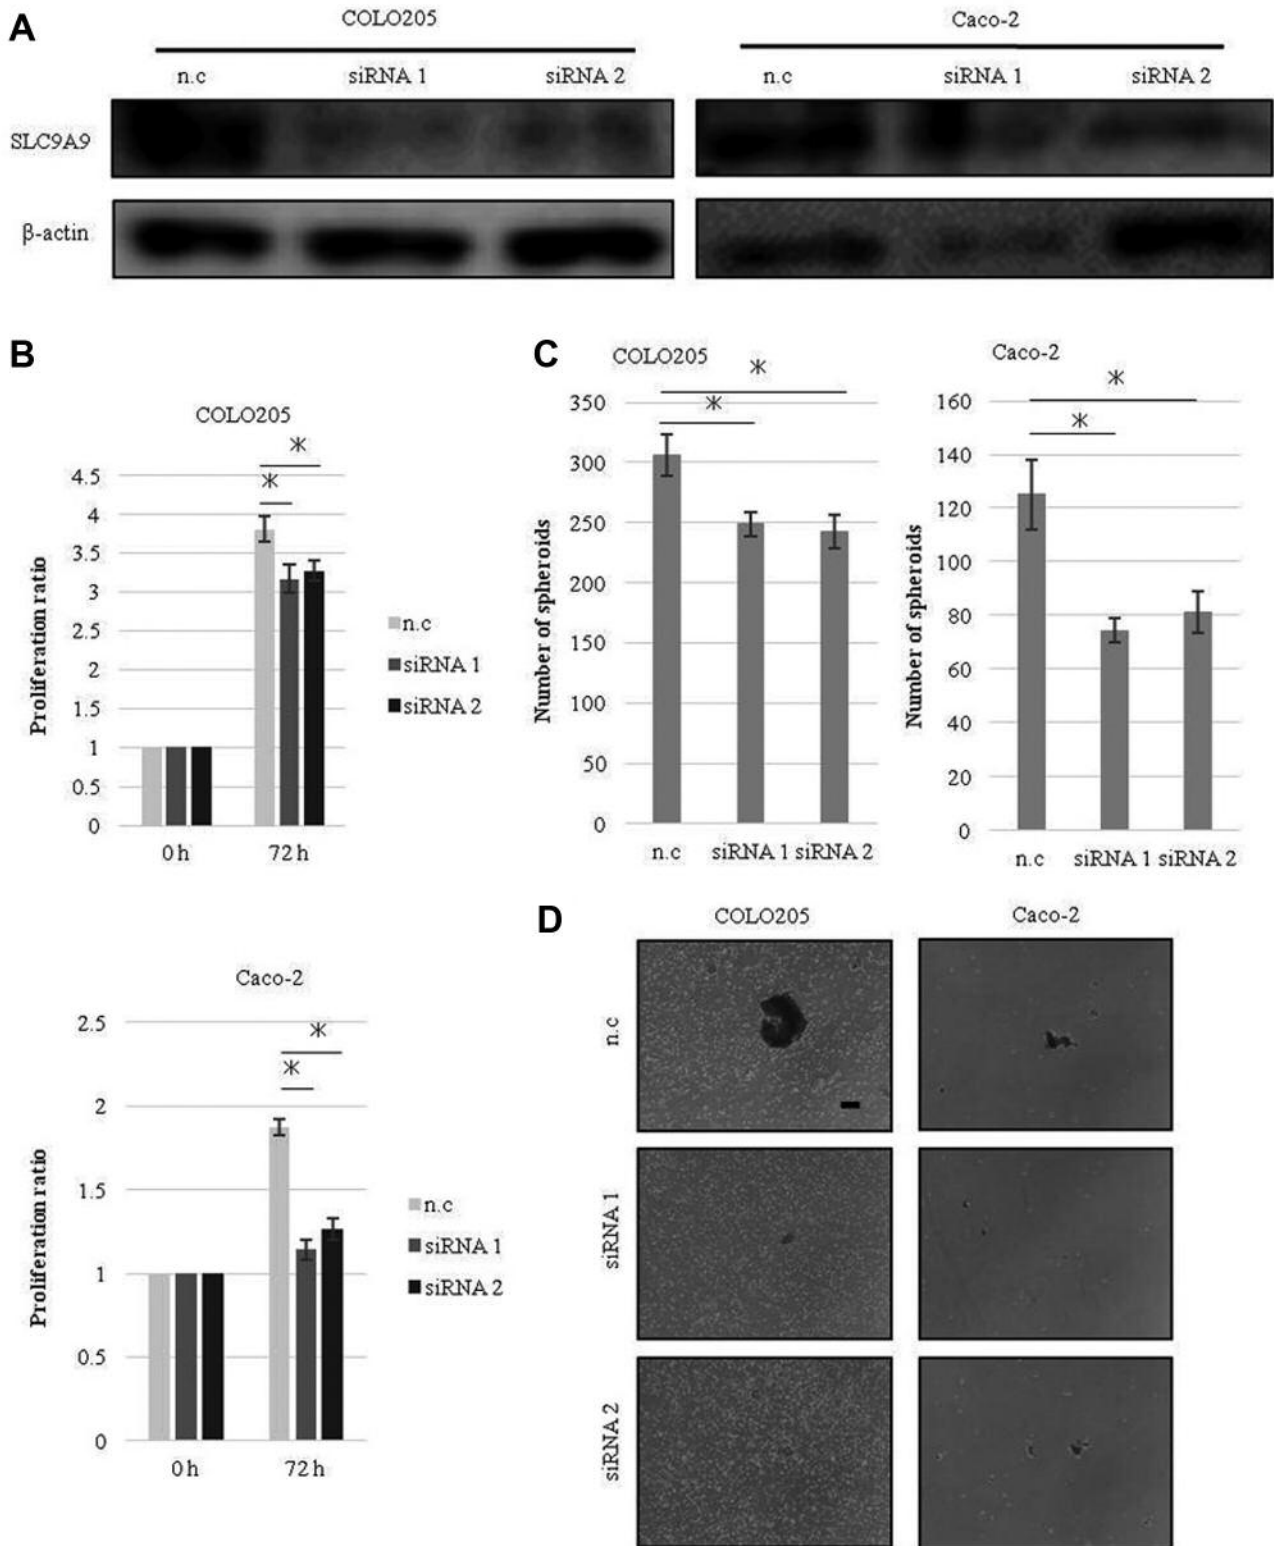 A
COLO205
Caco-2
n.c
siRNA 1
siRNA 2
n.c
siRNA 1
siRNA 2
SLC9A9
β-actin
B
COLO205
*
*
4.5
4
3.5
3
2.5
2
1.5
1
0.5
0
Proliferation ratio
0 h
72 h
n.c
siRNA 1
siRNA 2
Caco-2
*
*
2.5
2
1.5
1
0.5
0
Proliferation ratio
0 h
72 h
n.c
siRNA 1
siRNA 2
C
COLO205
*
*
350
300
250
200
150
100
50
0
Number of spheroids
n.c
siRNA 1
siRNA 2
Caco-2
*
*
160
140
120
100
80
60
40
20
0
Number of spheroids
n.c
siRNA 1
siRNA 2
D
COLO205
Caco-2
n.c
siRNA 1
siRNA 2